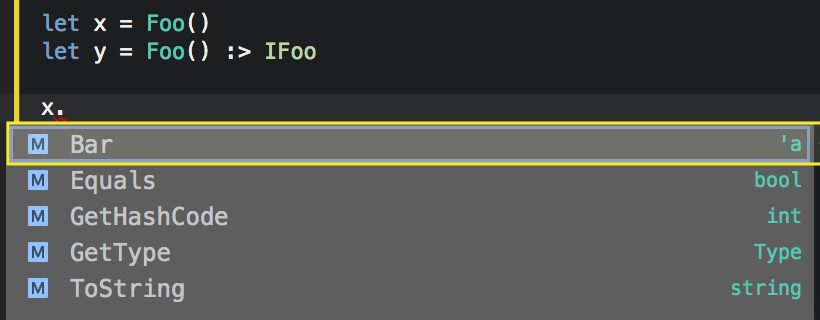 let x = Foo()
let y = Foo() :> IFoo
x.
M Bar 'a
M Equals bool
M GetHashCode int
M GetType Type
M ToString string